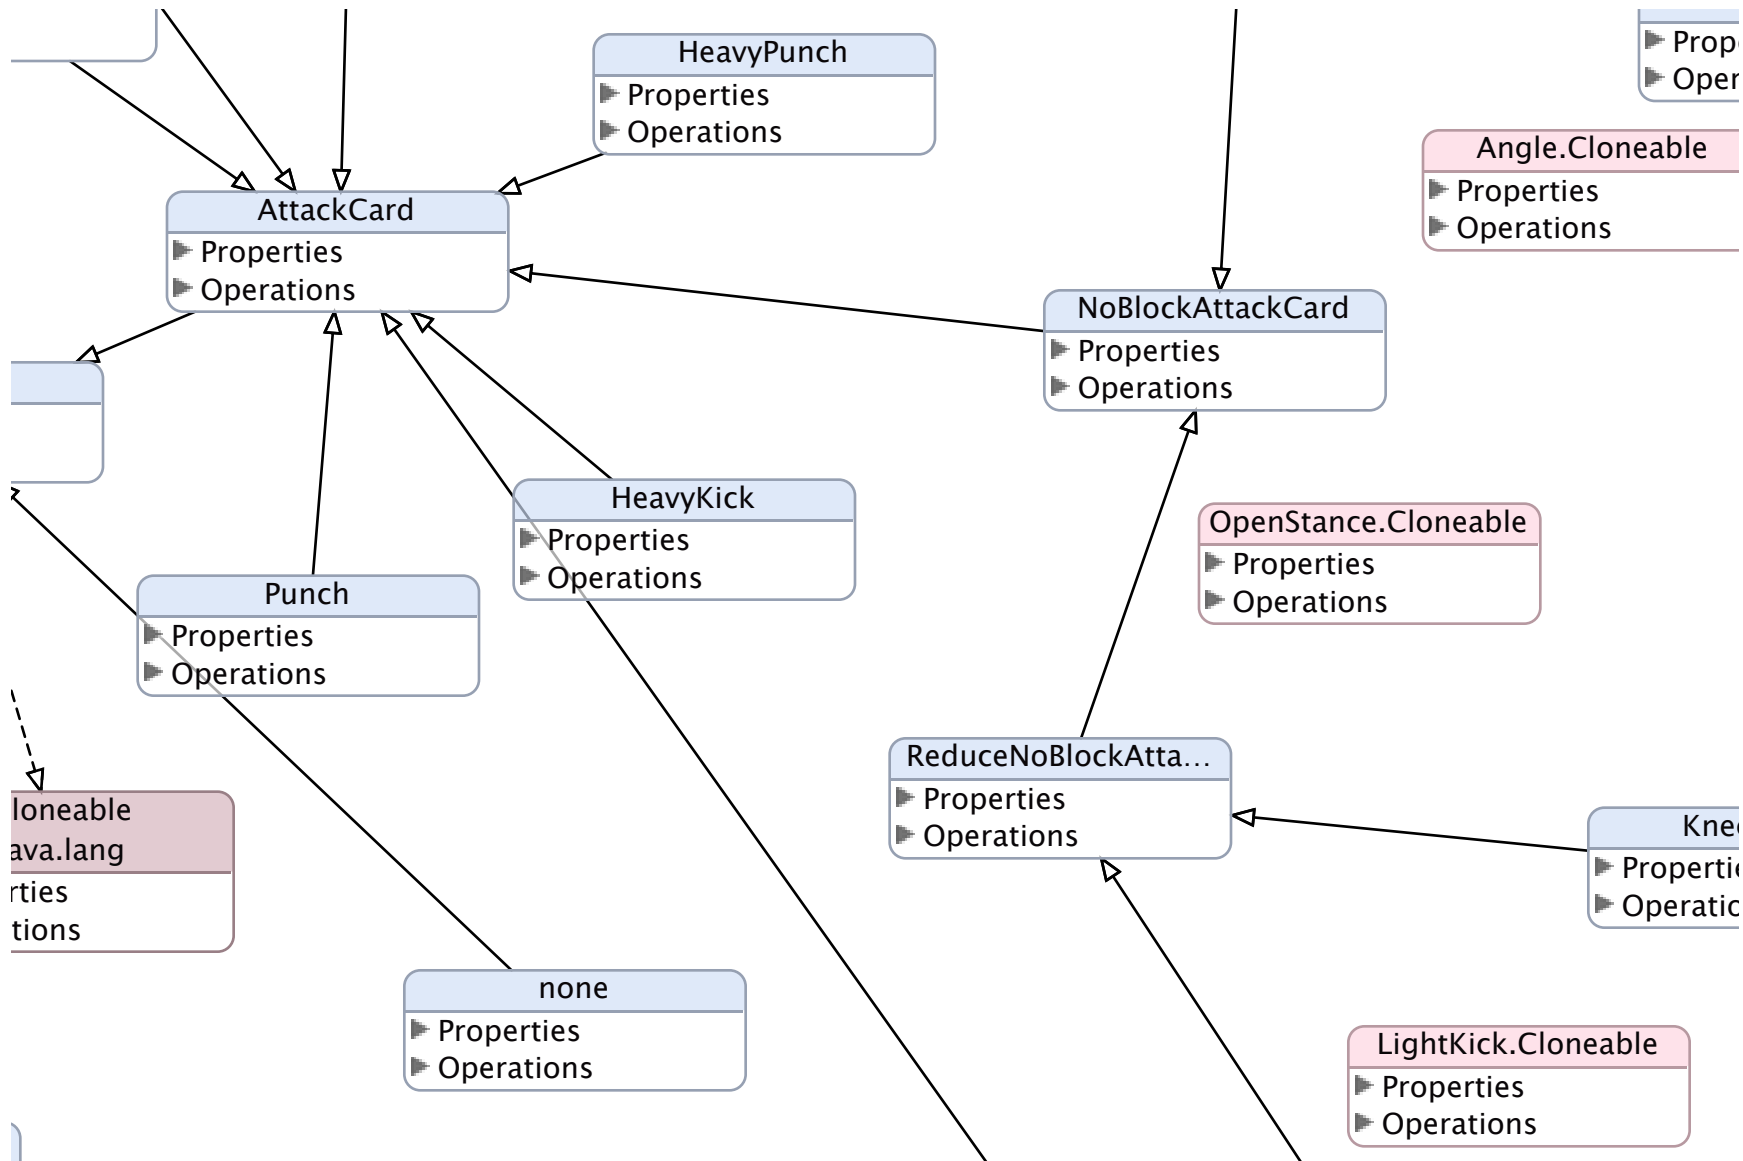 HeavyPunch
Properties
Operations
Prop
Oper
Angle.Cloneable
Properties
Operations
AttackCard
Properties
Operations
NoBlockAttackCard
Properties
Operations
HeavyKick
Properties
Operations
OpenStance.Cloneable
Properties
Operations
Punch
Properties
Operations
ReduceNoBlockAtta...
Properties
Operations
loneable
ava.lang
rties
tions
Kne
Properti
Operatio
none
Properties
Operations
LightKick.Cloneable
Properties
Operations